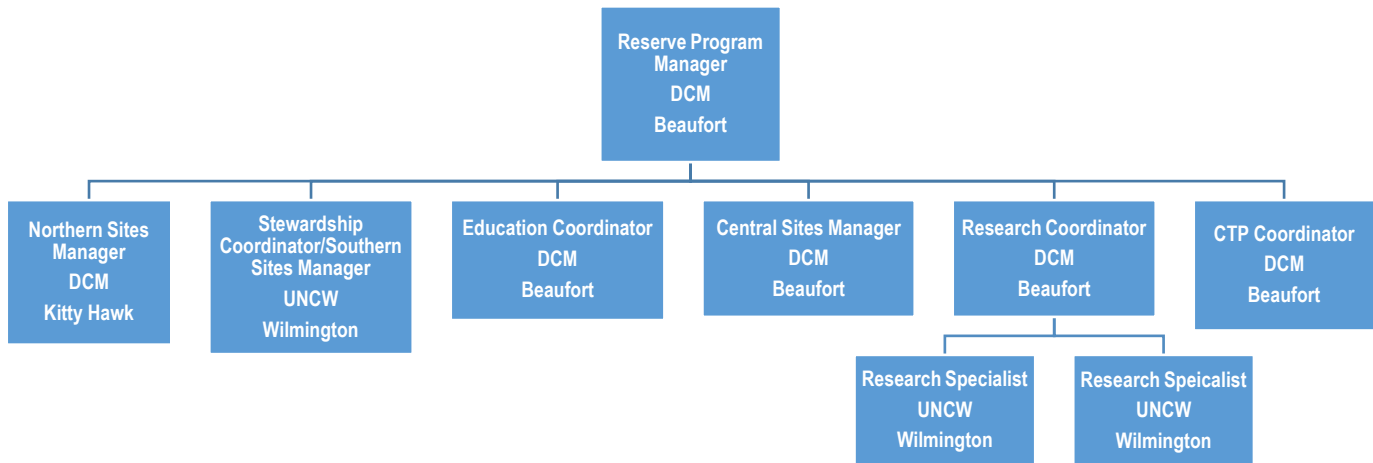 Reserve Program
Manager
DCM
Beaufort
Northern Sites
Manager
DCM
Kitty Hawk
Stewardship
Coordinator/Southern
Sites Manager
UNCW
Wilmington
Education Coordinator
DCM
Beaufort
Central Sites Manager
DCM
Beaufort
Research Coordinator
DCM
Beaufort
CTP Coordinator
DCM
Beaufort
Research Specialist
UNCW
Wilmington
Research Speicalist
UNCW
Wilmington